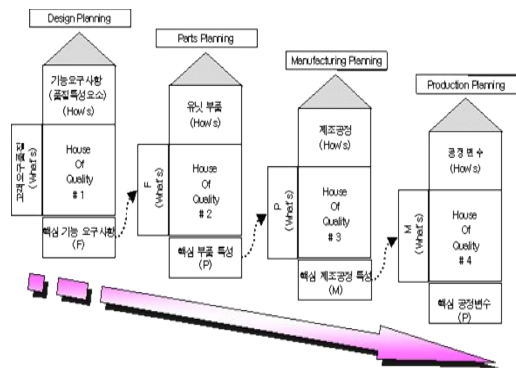 Design Planning
기능요구사항
(품질특성요소)
(How's)
고객 요구품질
(What's)
House
Of
Quality
# 1
핵심 기능 요구사항
(F)
Parts Planning
유닛 부품
(How's)
F
(What's)
House
Of
Quality
# 2
핵심 부품 특성
(P)
Manufacturing Planning
제조공정
(How's)
P
(What's)
House
Of
Quality
# 3
핵심 제조공정 특성
(M)
Production Planning
공정 변수
(How's)
M
(What's)
House
Of
Quality
# 4
핵심 공정변수
(P)